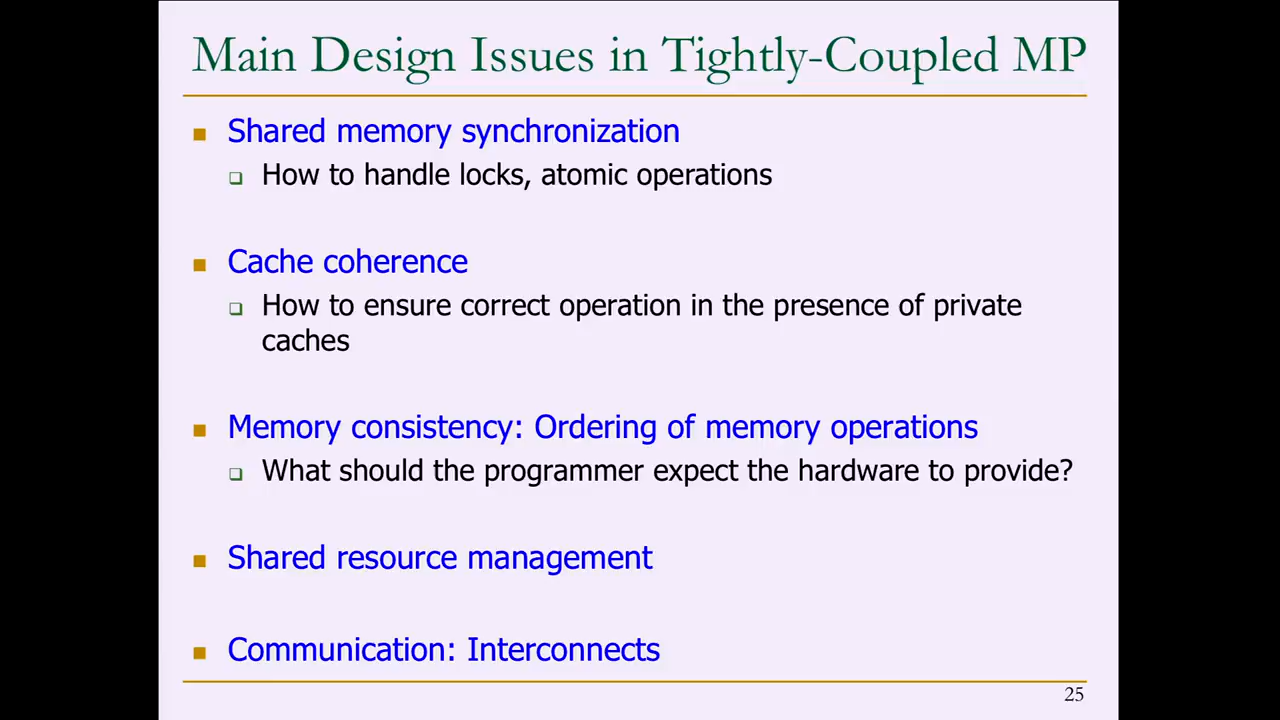 Main Design Issues in Tightly-Coupled MP
Shared memory synchronization
How to handle locks, atomic operations
Cache coherence
How to ensure correct operation in the presence of private
caches
Memory consistency: Ordering of memory operations
What should the programmer expect the hardware to provide?
Shared resource management
Communication: Interconnects
25